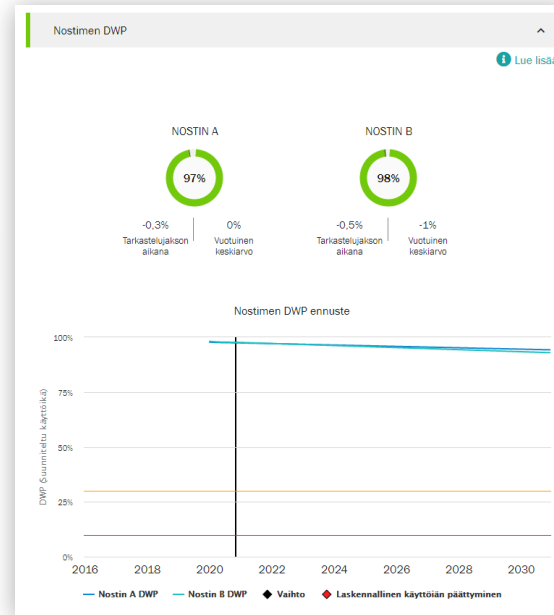 Nostimen DWP
Lue lisää
NOSTIN A
NOSTIN B
97%
98%
-0,3%
0%
-0,5%
-1%
Tarkastelujakson
aikana
Vuotuinen
keskiarvo
Tarkastelujakson
aikana
Vuotuinen
keskiarvo
Nostimen DWP ennuste
DWP (Suunniteltu käyttöikä)
100%
75%
50%
25%
0%
2016 2018 2020 2022 2024 2026 2028 2030
Nostin A DWP Nostin B DWP Vaihto Laskennallinen käyttöiän päättyminen